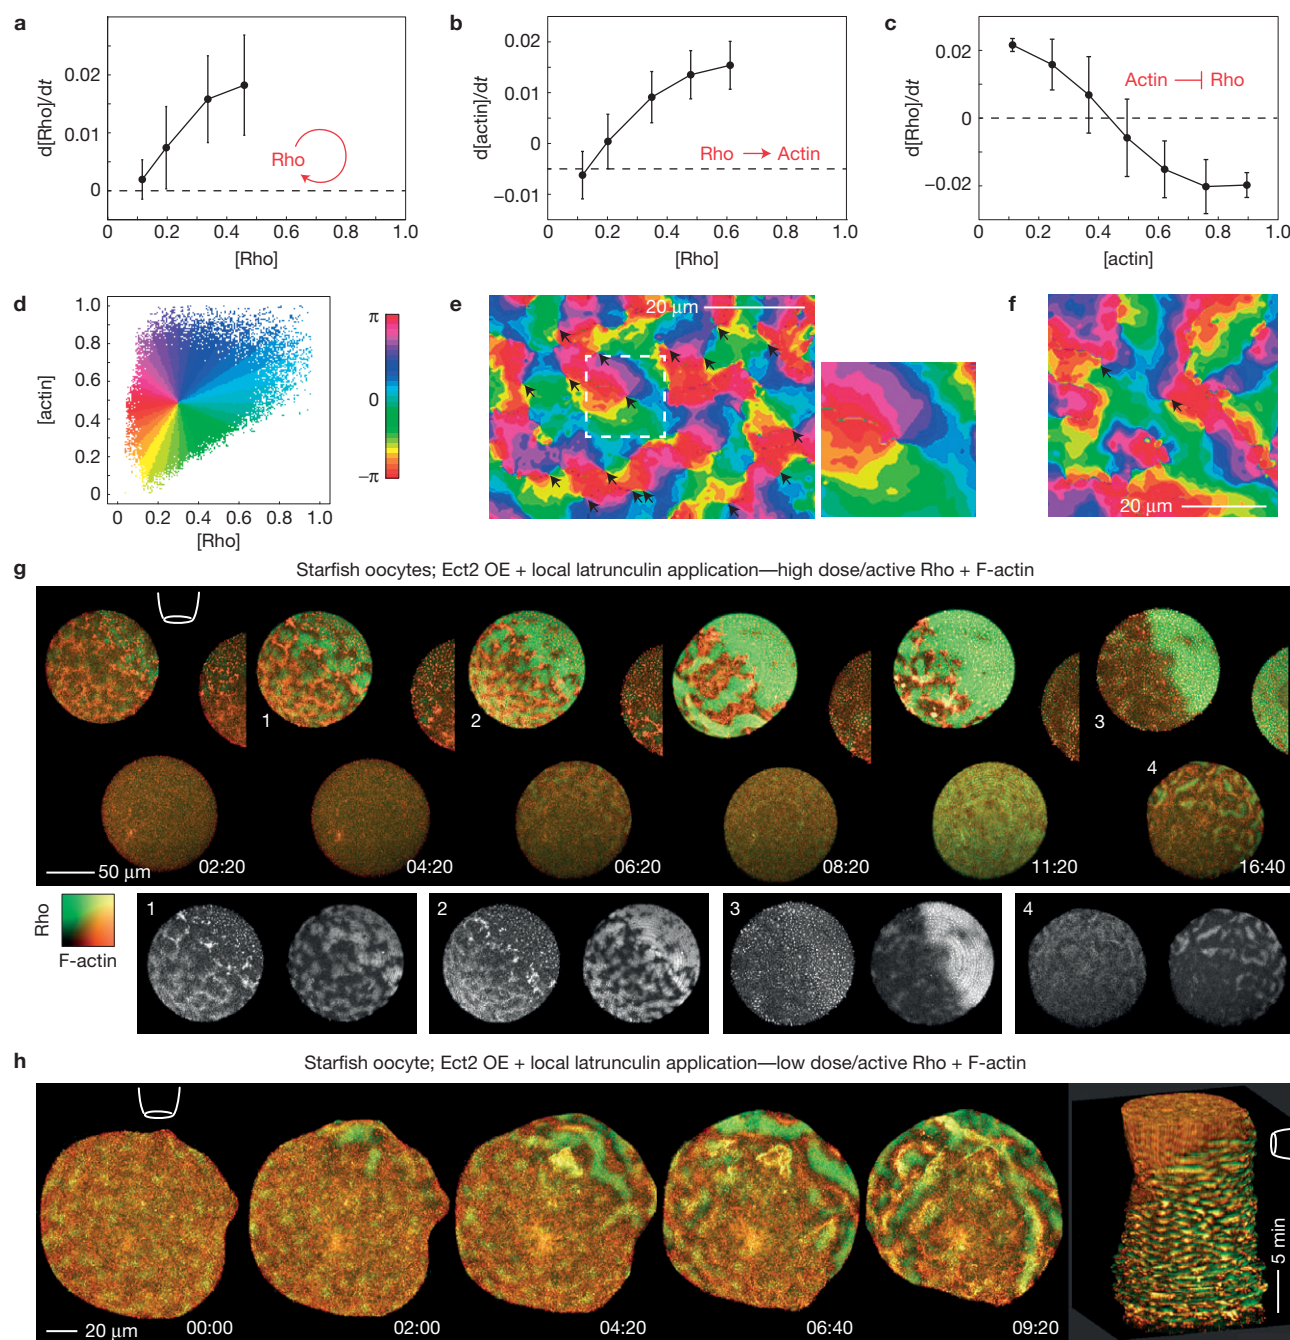 a
0.02
0.01
0
d[Rho]/dt
Rho
0 0.2 0.4 0.6 0.8 1.0
[Rho]
b
0.02
0.01
0
−0.01
d[actin]/dt
Rho → Actin
0 0.2 0.4 0.6 0.8 1.0
[Rho]
c
0.02
0
−0.02
d[Rho]/dt
Actin ⊣ Rho
0 0.2 0.4 0.6 0.8 1.0
[actin]
d
1.0
0.8
0.6
0.4
0.2
0
[actin]
0 0.2 0.4 0.6 0.8 1.0
[Rho]
π
0
−π
e
20 μm
f
20 μm
g
Starfish oocytes; Ect2 OE + local latrunculin application—high dose/active Rho + F-actin
1
2
3
4
50 μm
02:20
04:20
06:20
08:20
11:20
16:40
Rho
F-actin
1
2
3
4
h
Starfish oocyte; Ect2 OE + local latrunculin application—low dose/active Rho + F-actin
20 μm
00:00
02:00
04:20
06:40
09:20
5 min